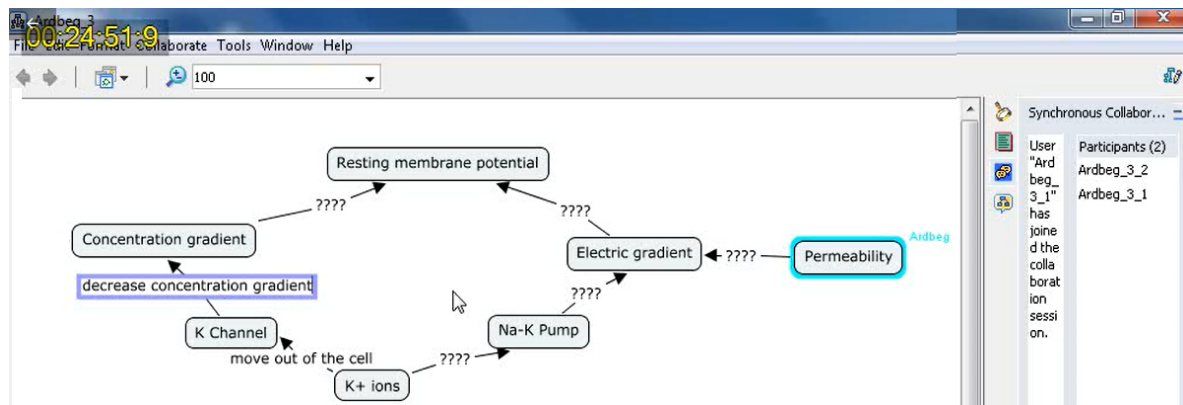 Ardbeg_3
00:24:51:9
File Edit Format Collaborate Tools Window Help
100
Synchronous Collabor...
User
"Ard
beg_
3_1"
has
joine
d the
colla
borat
ion
sessi
on.
Participants (2)
Ardbeg_3_2
Ardbeg_3_1
Resting membrane potential
????
????
Concentration gradient
Electric gradient
????
Permeability
Ardbeg
decrease concentration gradient
????
K Channel
Na-K Pump
move out of the cell
????
K+ ions